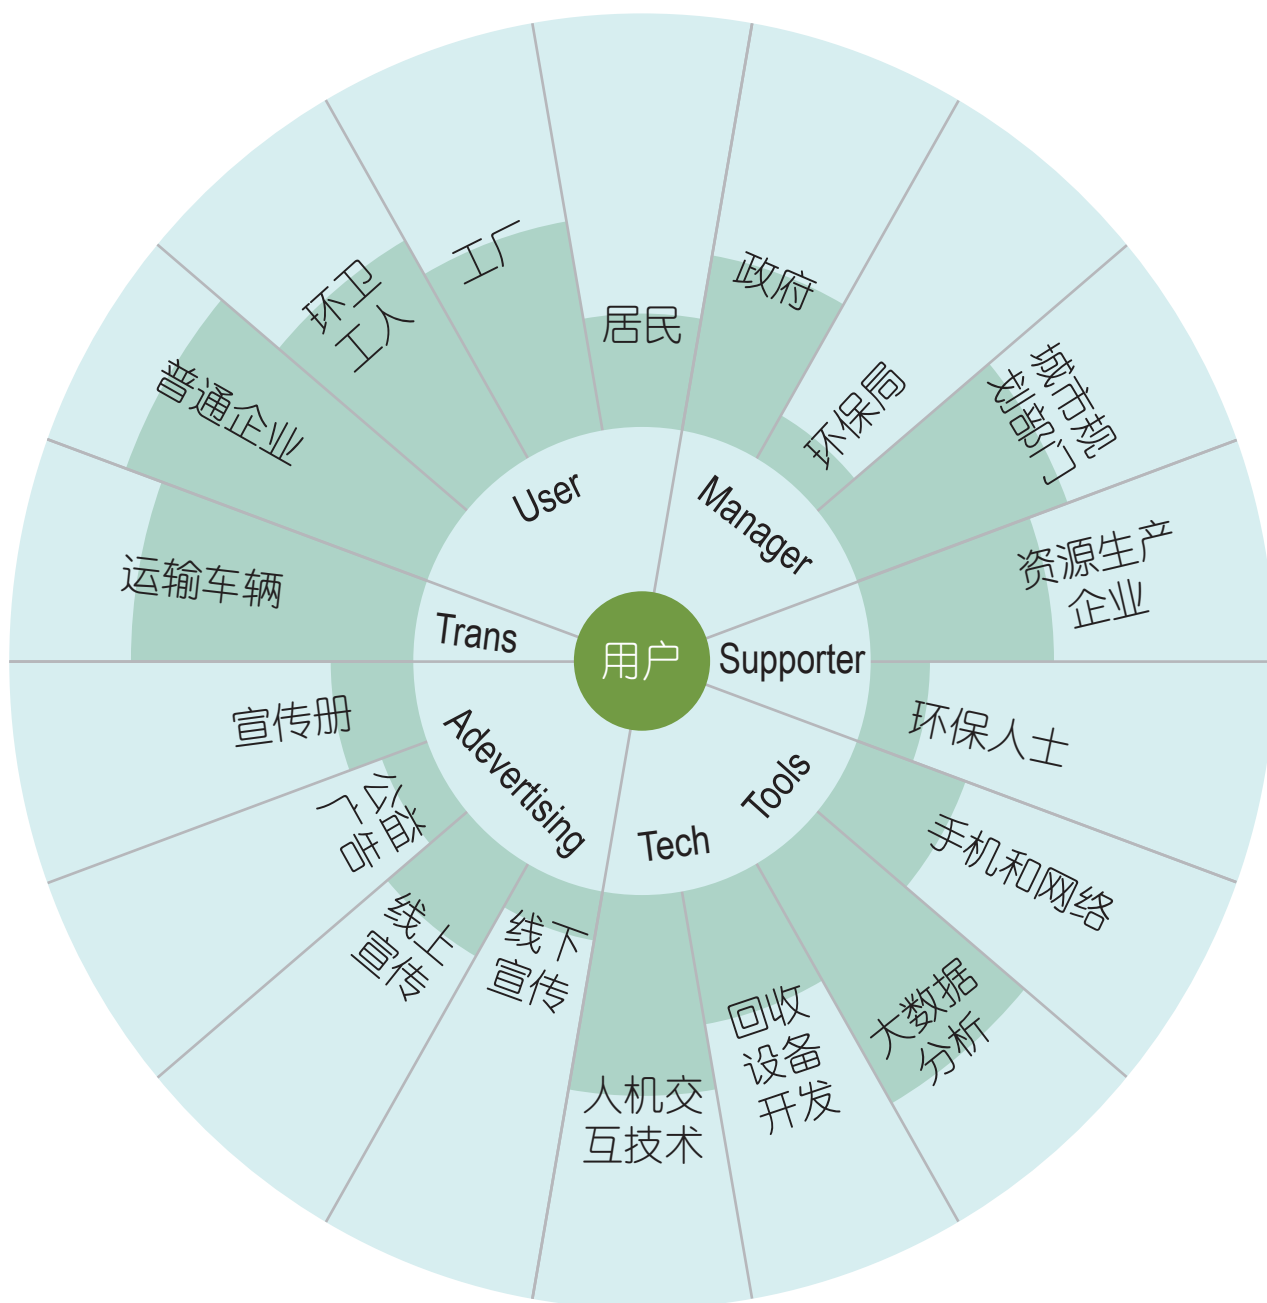 用户
User
Manager
Supporter
Tools
Tech
Adevertising
Trans
居民
政府
环保局
城市规
划部门
资源生产
企业
环保人士
手机和网络
大数据
分析
回收
设备
开发
人机交
互技术
线下
宣传
线上
宣传
公益
广告
宣传册
运输车辆
普通企业
环卫
工人
工厂